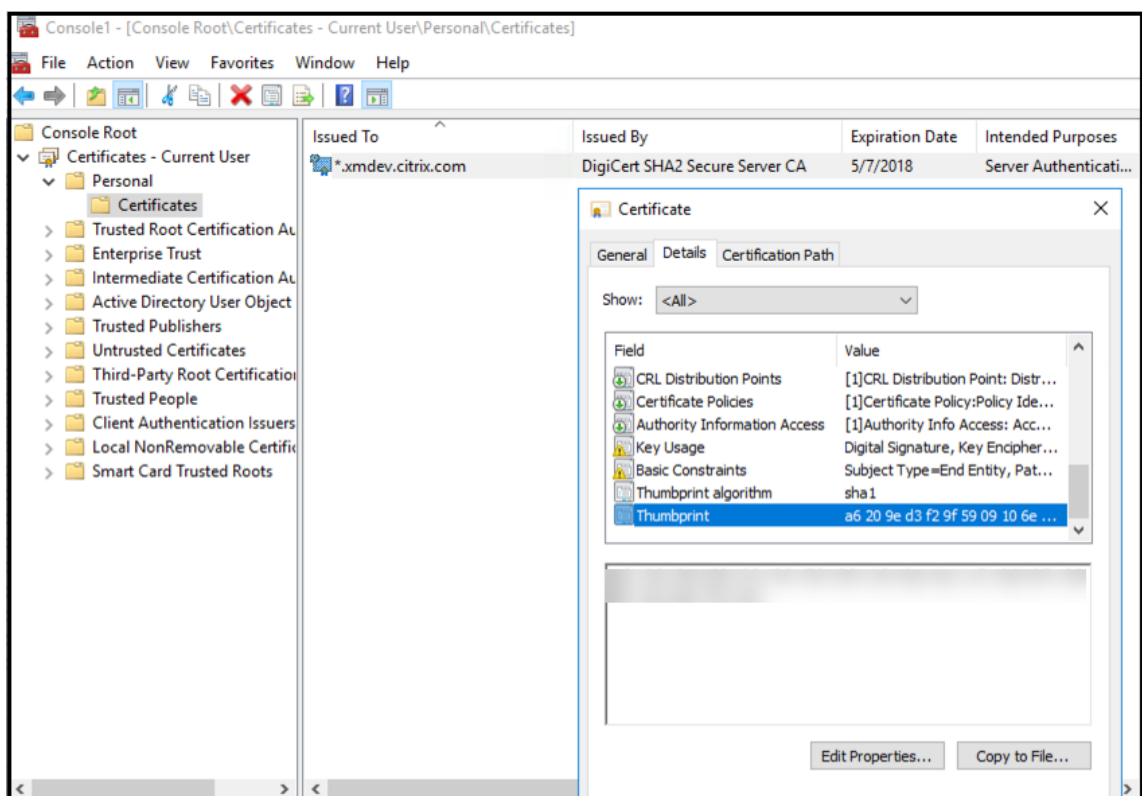 Console1 - [Console Root\Certificates - Current User\Personal\Certificates]
File Action View Favorites Window Help
Console Root
Certificates - Current User
Personal
Certificates
Trusted Root Certification Au
Enterprise Trust
Intermediate Certification Au
Active Directory User Object
Trusted Publishers
Untrusted Certificates
Third-Party Root Certification
Trusted People
Client Authentication Issuers
Local NonRemovable Certific
Smart Card Trusted Roots
Issued To Issued By Expiration Date Intended Purposes
*.xmdev.citrix.com DigiCert SHA2 Secure Server CA 5/7/2018 Server Authenticati...
Certificate
General Details Certification Path
Show: <All>
Field Value
CRL Distribution Points [1]CRL Distribution Point: Distr...
Certificate Policies [1]Certificate Policy:Policy Ide...
Authority Information Access [1]Authority Info Access: Acc...
Key Usage Digital Signature, Key Encipher...
Basic Constraints Subject Type=End Entity, Pat...
Thumbprint algorithm sha1
Thumbprint a6 20 9e d3 f2 9f 59 09 10 6e ...
Edit Properties... Copy to File...